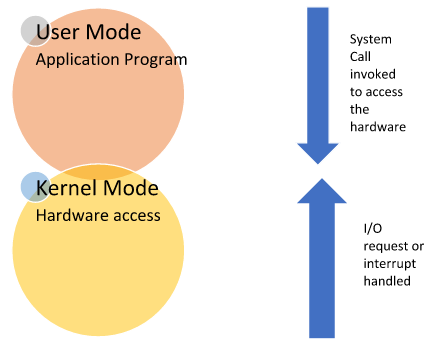 User Mode
Application Program
Kernel Mode
Hardware access
System
Call
invoked
to access
the
hardware
I/O
request or
interrupt
handled